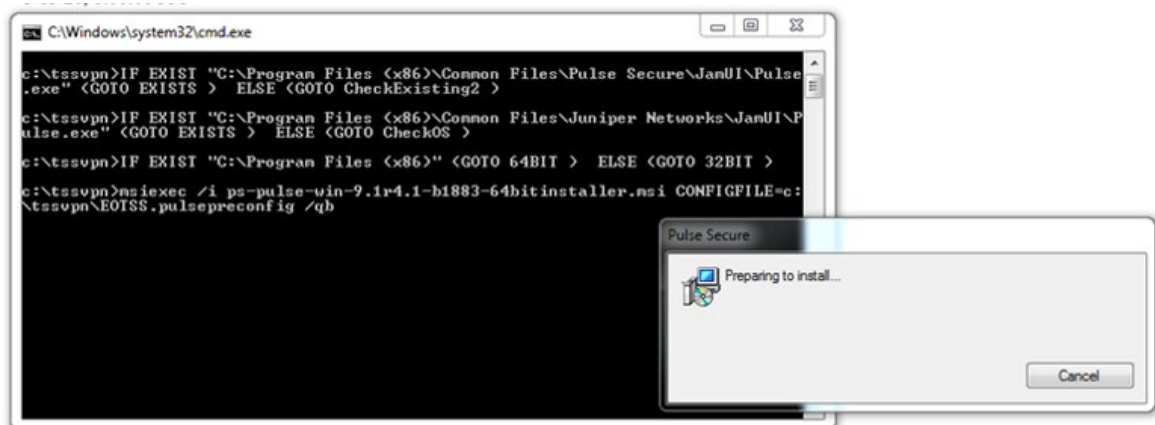 C:\Windows\system32\cmd.exe
c:\tssvpn>IF EXIST "C:\Program Files (x86)\Common Files\Pulse Secure\JamUI\Pulse
.exe" (GOTO EXISTS )  ELSE (GOTO CheckExisting2 )
c:\tssvpn>IF EXIST "C:\Program Files (x86)\Common Files\Juniper Networks\JamUI\P
ulse.exe" (GOTO EXISTS )  ELSE (GOTO CheckOS )
c:\tssvpn>IF EXIST "C:\Program Files (x86)" (GOTO 64BIT )  ELSE (GOTO 32BIT )
c:\tssvpn>msiexec /i ps-pulse-win-9.1r4.1-b1883-64bitinstaller.msi CONFIGFILE=c:
\tssvpn\EOTSS.pulsepreconfig /qb
Pulse Secure
Preparing to install...
Cancel